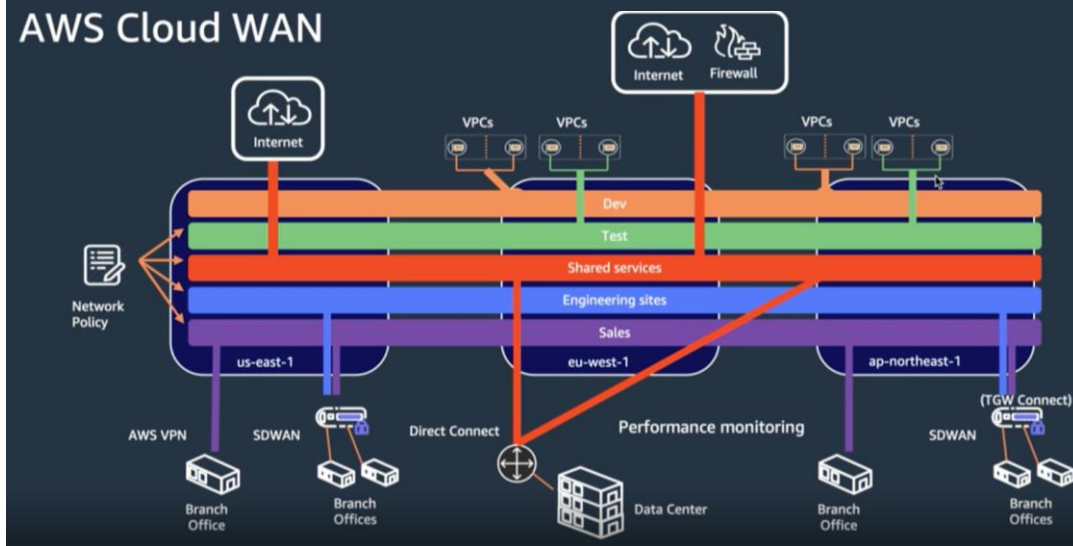 AWS Cloud WAN
Internet
Firewall
Internet
VPCs
VPCs
VPCs
VPCs
Dev
Test
Shared services
Engineering sites
Sales
Network
Policy
us-east-1
eu-west-1
ap-northeast-1
(TGW Connect)
AWS VPN
SDWAN
Direct Connect
Performance monitoring
SDWAN
Branch
Office
Branch
Offices
Data Center
Branch
Office
Branch
Offices